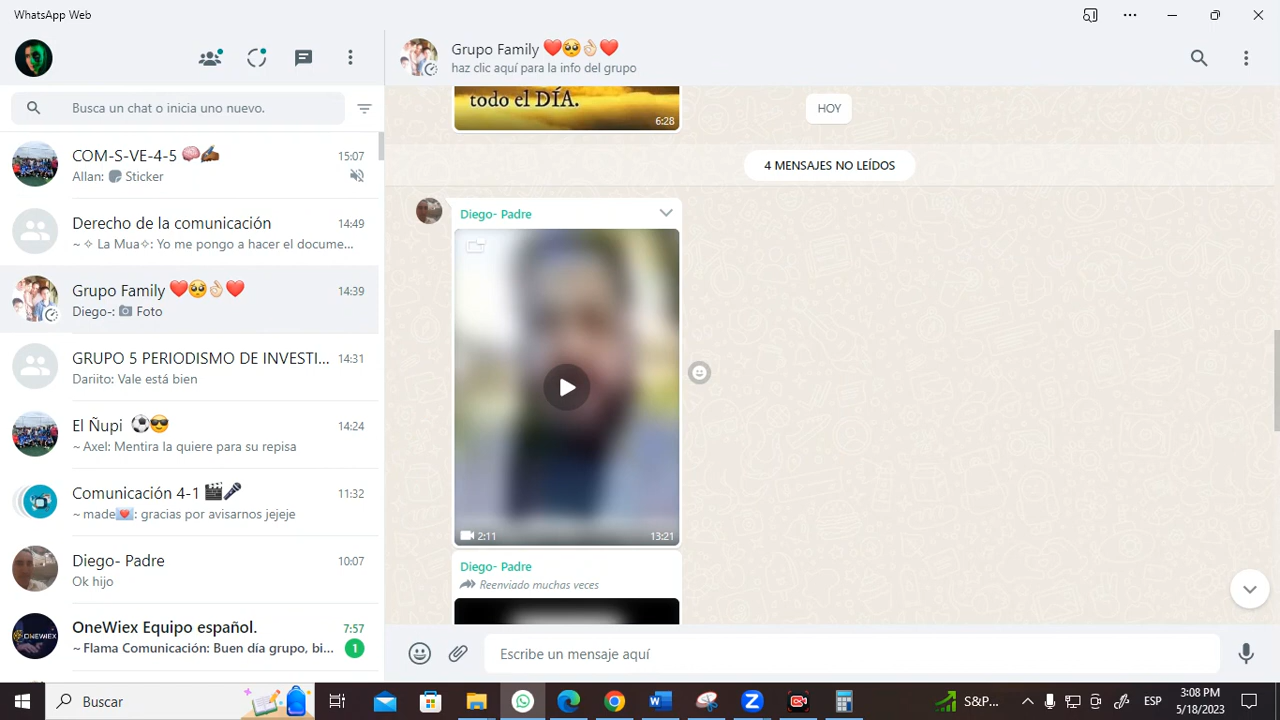 WhatsApp Web
Busca un chat o inicia uno nuevo.
COM-S-VE-4-5 🧠✍🏾
15:07
Allan: Sticker
Derecho de la comunicación
14:49
~ ✧ La Mua✧: Yo me pongo a hacer el docume...
Grupo Family ❤️🥺👌🏻❤️
14:39
Diego-: Foto
GRUPO 5 PERIODISMO DE INVESTI...
14:31
Dariito: Vale está bien
El Ñupi ⚽😎
14:24
~ Axel: Mentira la quiere para su repisa
Comunicación 4-1 🎬🎤
11:32
~ made💌: gracias por avisarnos jejeje
Diego- Padre
10:07
Ok hijo
OneWiex Equipo español.
7:57
~ Flama Comunicación: Buen día grupo, bi...
1
Grupo Family ❤️🥺👌🏻❤️
haz clic aquí para la info del grupo
todo el DÍA.
6:28
HOY
4 MENSAJES NO LEÍDOS
Diego- Padre
2:11
13:21
Diego- Padre
Reenviado muchas veces
Escribe un mensaje aquí
Buscar
S&P...
ESP
3:08 PM
5/18/2023